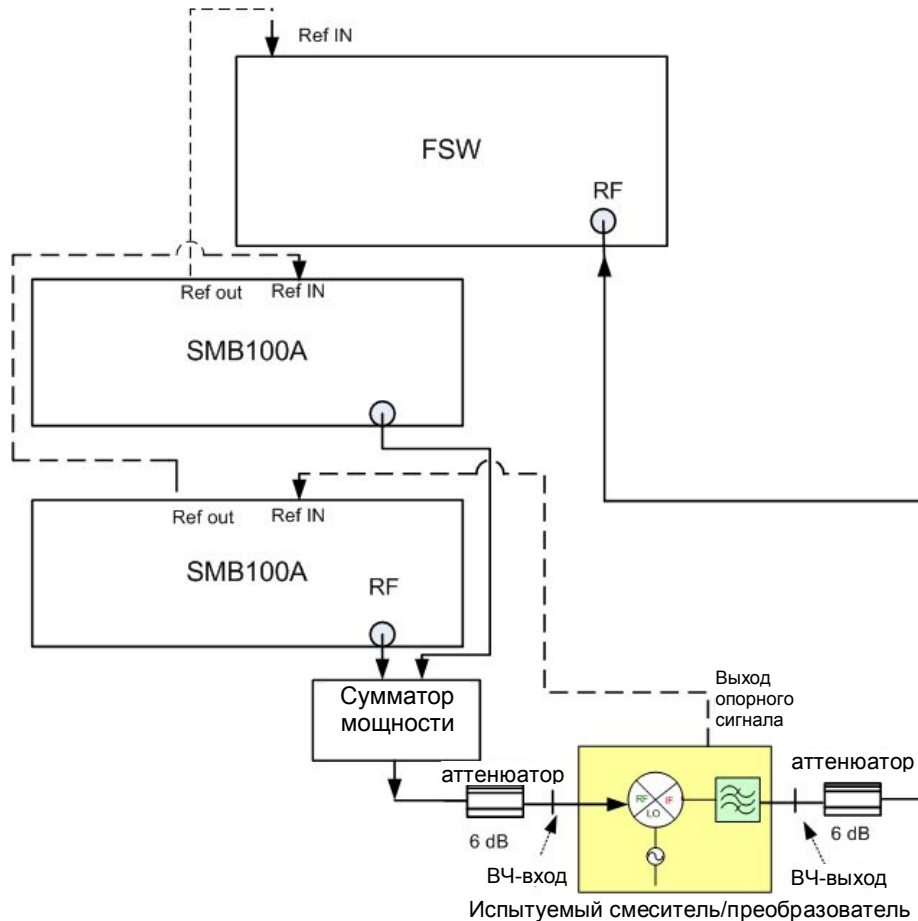 Ref IN
FSW
RF
Ref out Ref IN
SMB100A
Ref out Ref IN
SMB100A
RF
Сумматор
мощности
Выход
опорного
сигнала
аттенюатор
6 dB
ВЧ-вход
RF IF
LO
аттенюатор
6 dB
ВЧ-выход
Испытуемый смеситель/преобразователь